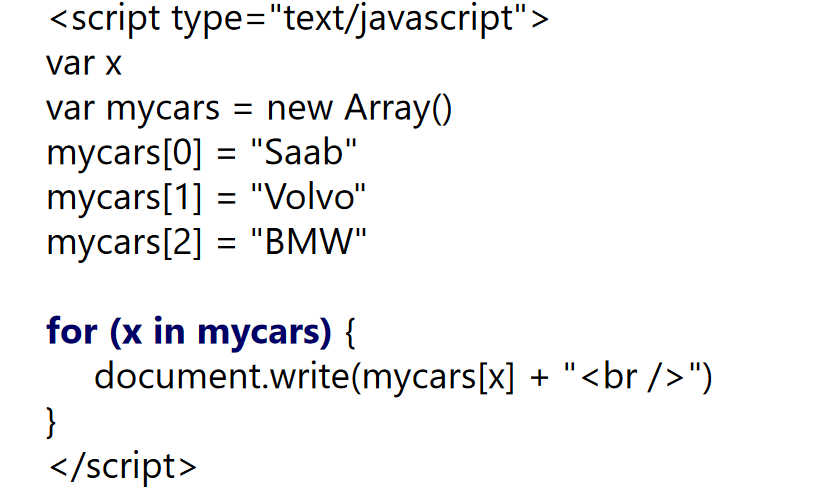 <script type="text/javascript">
var x
var mycars = new Array()
mycars[0] = "Saab"
mycars[1] = "Volvo"
mycars[2] = "BMW"
for (x in mycars) {
document.write(mycars[x] + "<br />")
}
</script>